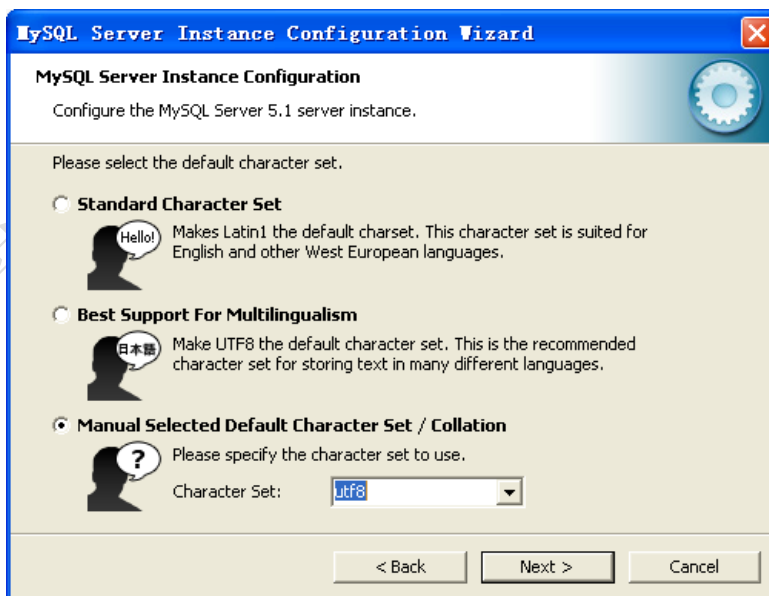 MySQL Server Instance Configuration Wizard
MySQL Server Instance Configuration
Configure the MySQL Server 5.1 server instance.
Please select the default character set.
Standard Character Set
Hello!
Makes Latin1 the default charset. This character set is suited for
English and other West European languages.
Best Support For Multilingualism
日本語
Make UTF8 the default character set. This is the recommended
character set for storing text in many different languages.
Manual Selected Default Character Set / Collation
?
Please specify the character set to use.
Character Set: utf8
< Back Next > Cancel